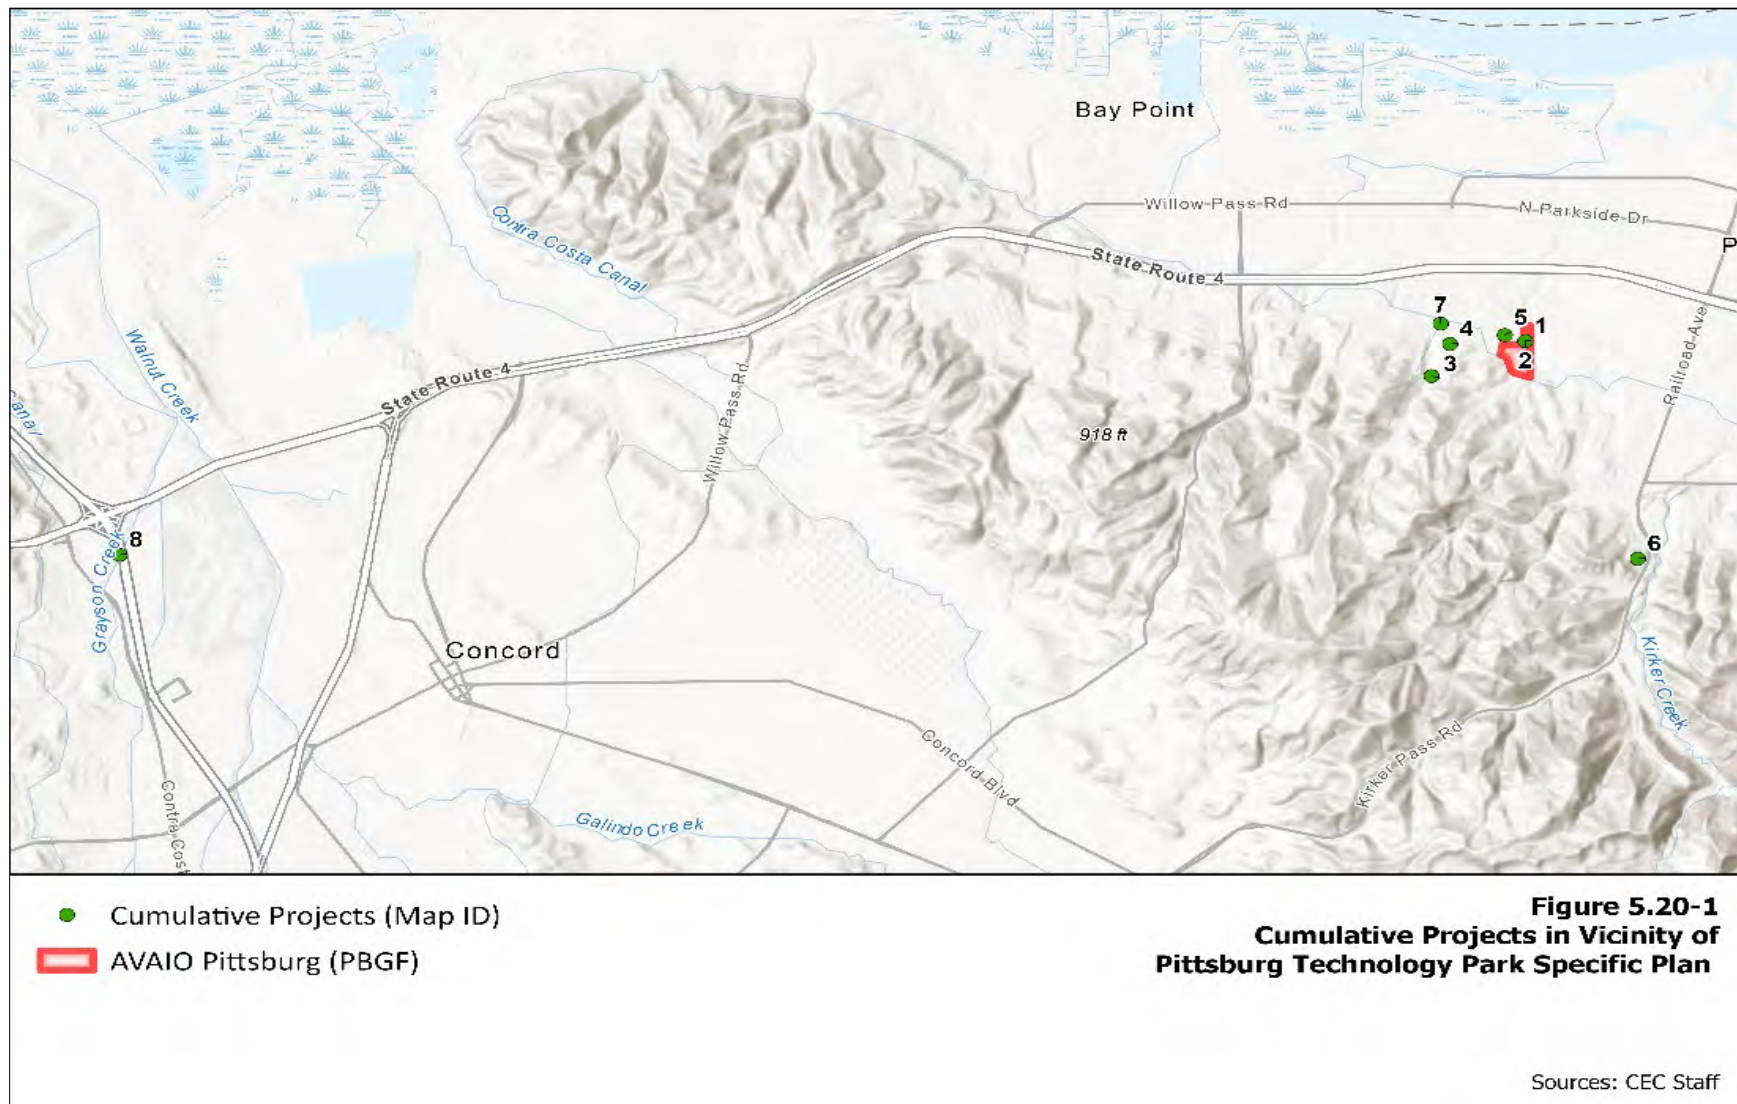 Bay Point
Willow Pass Rd
N Parkside Dr
P
Contra Costa Canal
State Route 4
Railroad Ave
7
4
3
5
1
2
Walnut Creek
State Route 4
Willow Pass Rd
918 ft
Canal
8
Grayson Creek
6
Concord
Kirker Creek
Concord Blvd
Kirker Pass Rd
Contra Cost
Galindo Creek
Cumulative Projects (Map ID)
AVAIO Pittsburg (PBGF)
Figure 5.20-1
Cumulative Projects in Vicinity of
Pittsburg Technology Park Specific Plan
Sources: CEC Staff